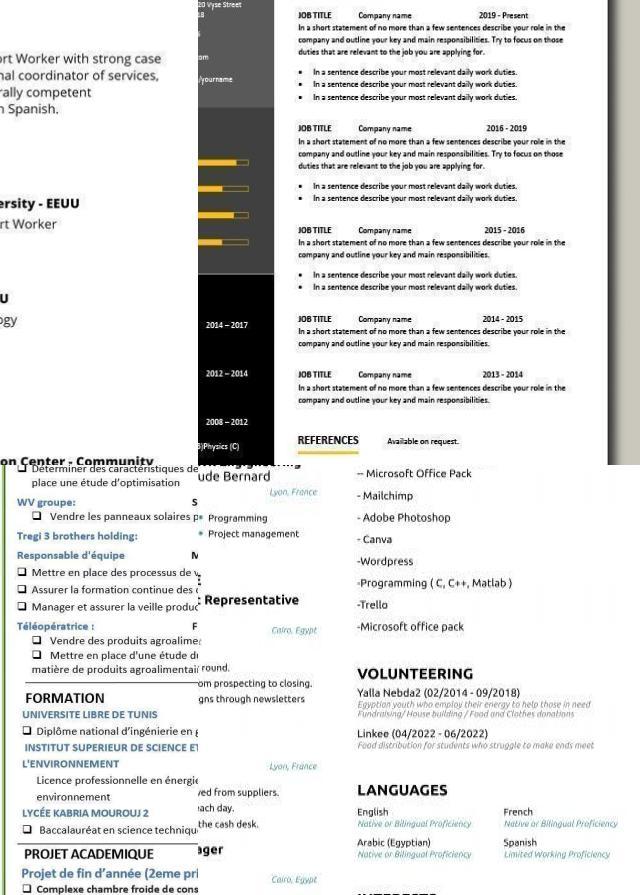 ort Worker with strong case
nal coordinator of services,
rally competent
n Spanish.
ersity - EEUU
rt Worker
U
ogy
on Center - Community
20 Vyse Street
18
com
/yourname
2014 – 2017
2012 – 2014
2008 – 2012
Physics (C)
JOB TITLE Company name 2019 - Present
In a short statement of no more than a few sentences describe your role in the
company and outline your key and main responsibilities. Try to focus on those
duties that are relevant to the job you are applying for.
• In a sentence describe your most relevant daily work duties.
• In a sentence describe your most relevant daily work duties.
• In a sentence describe your most relevant daily work duties.
JOB TITLE Company name 2016 - 2019
In a short statement of no more than a few sentences describe your role in the
company and outline your key and main responsibilities. Try to focus on those
duties that are relevant to the job you are applying for.
• In a sentence describe your most relevant daily work duties.
• In a sentence describe your most relevant daily work duties.
JOB TITLE Company name 2015 - 2016
In a short statement of no more than a few sentences describe your role in the
company and outline your key and main responsibilities.
• In a sentence describe your most relevant daily work duties.
• In a sentence describe your most relevant daily work duties.
JOB TITLE Company name 2014 - 2015
In a short statement of no more than a few sentences describe your role in the
company and outline your key and main responsibilities.
JOB TITLE Company name 2013 - 2014
In a short statement of no more than a few sentences describe your role in the
company and outline your key and main responsibilities.
REFERENCES Available on request.
Déterminer des caractéristiques de
place une étude d'optimisation
WV groupe: S
❑ Vendre les panneaux solaires p
Tregi 3 brothers holding:
Responsable d'équipe M
❑ Mettre en place des processus de v
❑ Assurer la formation continue des c
❑ Manager et assurer la veille produc
Téléopératrice : F
❑ Vendre des produits agroalime
❑ Mettre en place d'une étude du
matière de produits agroalimentai
FORMATION
UNIVERSITE LIBRE DE TUNIS
❑ Diplôme national d'ingénierie en g
INSTITUT SUPERIEUR DE SCIENCE ET
L'ENVIRONNEMENT
Licence professionnelle en énergie
environnement
LYCÉE KABRIA MOUROUJ 2
❑ Baccalauréat en science techniqu
PROJET ACADEMIQUE
Projet de fin d'année (2eme pri
❑ Complexe chambre froide de cons
ude Bernard
Lyon, France
• Programming
• Project management
t Representative
Cairo, Egypt
round.
om prospecting to closing.
gns through newsletters
Lyon, France
ved from suppliers.
ach day.
the cash desk.
ager
Cairo, Egypt
-- Microsoft Office Pack
- Mailchimp
- Adobe Photoshop
- Canva
-Wordpress
-Programming ( C, C++, Matlab )
-Trello
-Microsoft office pack
VOLUNTEERING
Yalla Nebda2 (02/2014 - 09/2018)
Egyptian youth who employ their energy to help those in need
Fundraising/ House building / Food and Clothes donations
Linkee (04/2022 - 06/2022)
Food distribution for students who struggle to make ends meet
LANGUAGES
English French
Native or Bilingual Proficiency Native or Bilingual Proficiency
Arabic (Egyptian) Spanish
Native or Bilingual Proficiency Limited Working Proficiency